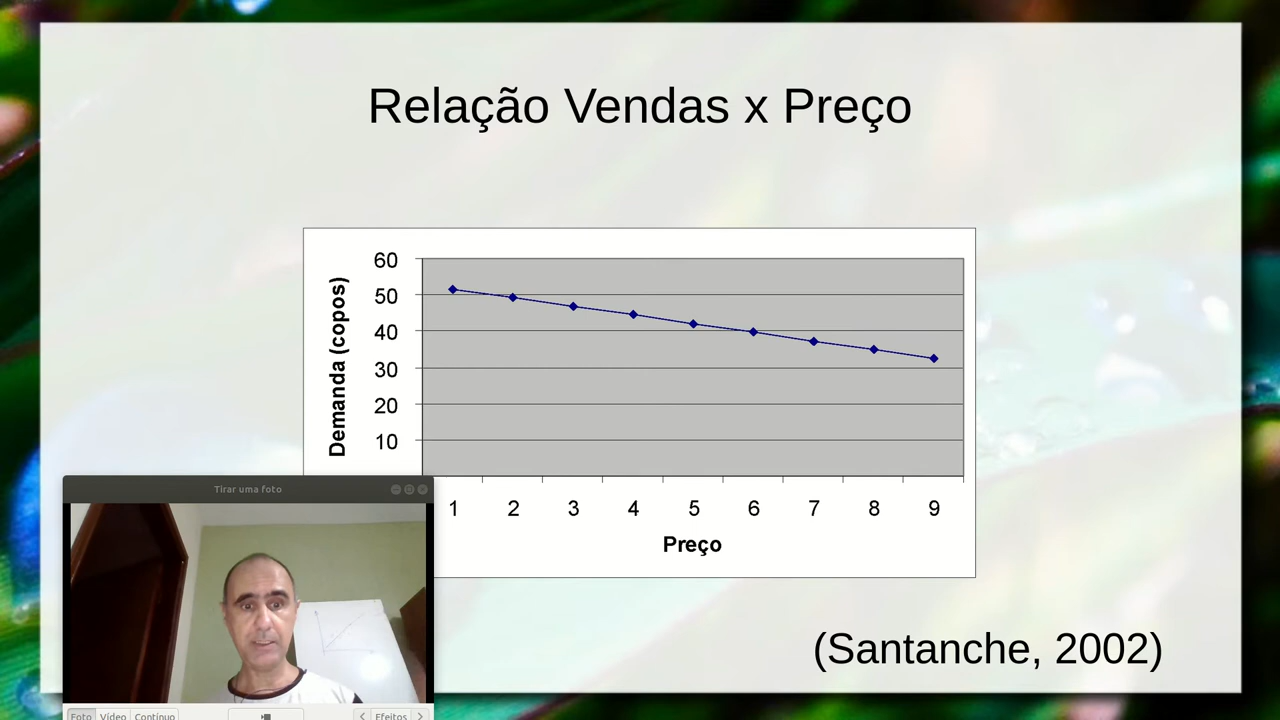 Relação Vendas x Preço
60
50
40
30
20
10
Demanda (copos)
1 2 3 4 5 6 7 8 9
Preço
(Santanche, 2002)
Tirar uma foto
Foto Vídeo Contínuo Efeitos